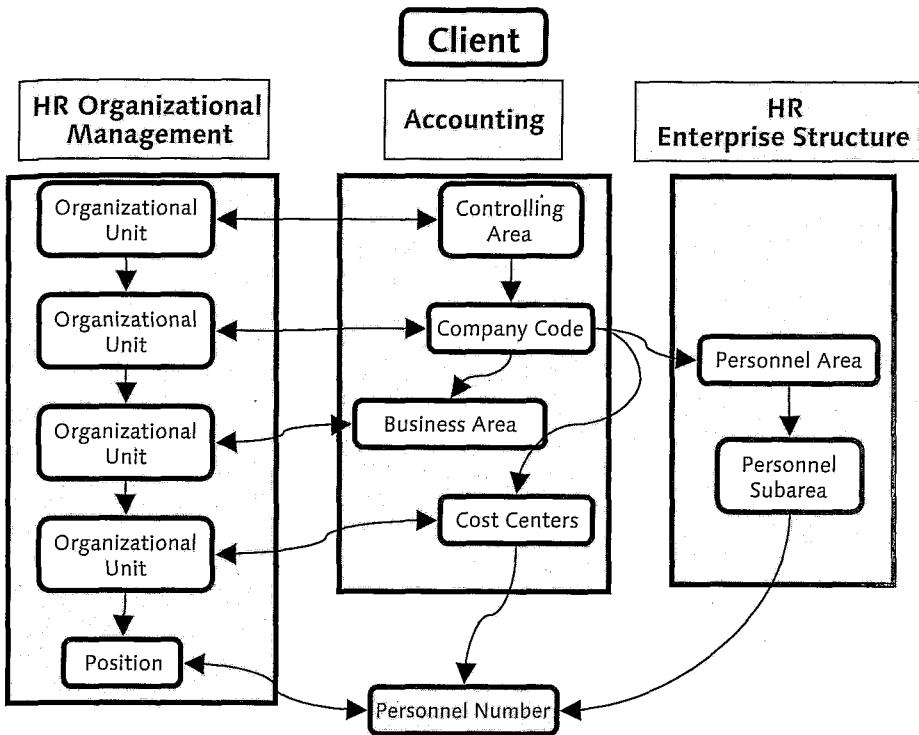 Client
HR Organizational
Management
Accounting
HR
Enterprise Structure
Organizational
Unit
Organizational
Unit
Organizational
Unit
Organizational
Unit
Position
Controlling
Area
Company Code
Business Area
Cost Centers
Personnel Area
Personnel
Subarea
Personnel Number